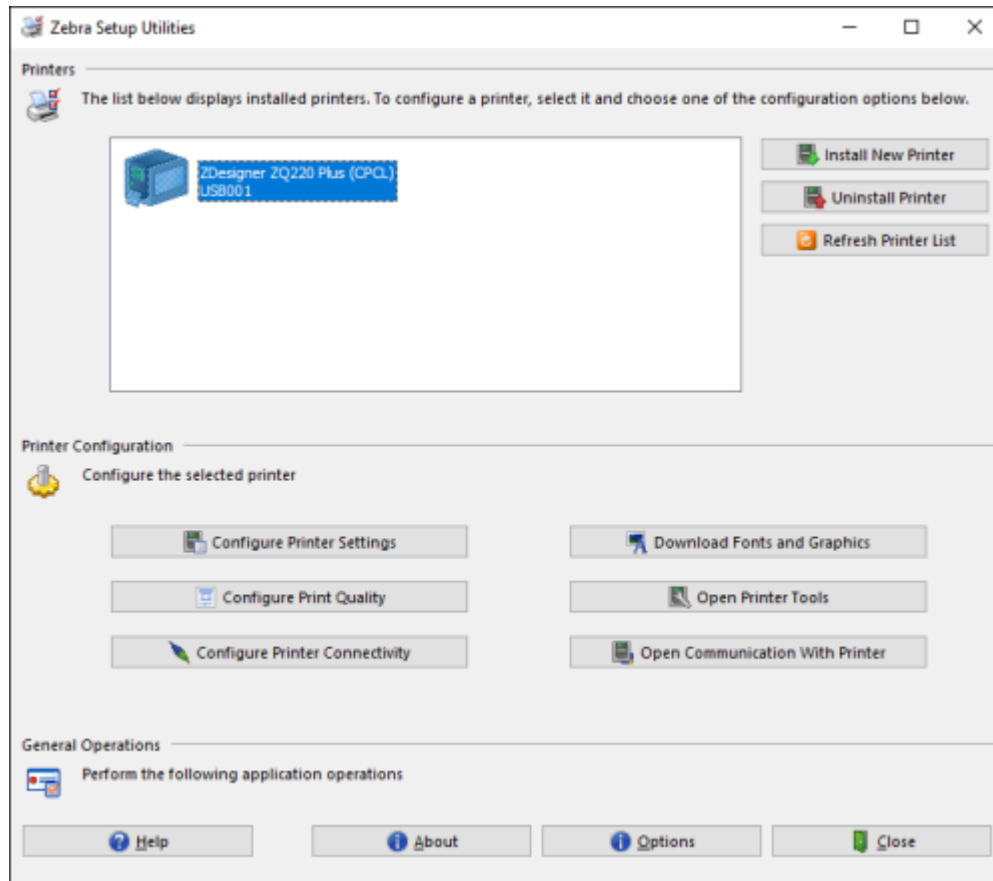 Zebra Setup Utilities
Printers
The list below displays installed printers. To configure a printer, select it and choose one of the configuration options below.
ZDesigner ZQ220 Plus (CPCL)
USB001
Install New Printer
Uninstall Printer
Refresh Printer List
Printer Configuration
Configure the selected printer
Configure Printer Settings
Download Fonts and Graphics
Configure Print Quality
Open Printer Tools
Configure Printer Connectivity
Open Communication With Printer
General Operations
Perform the following application operations
Help
About
Options
Close